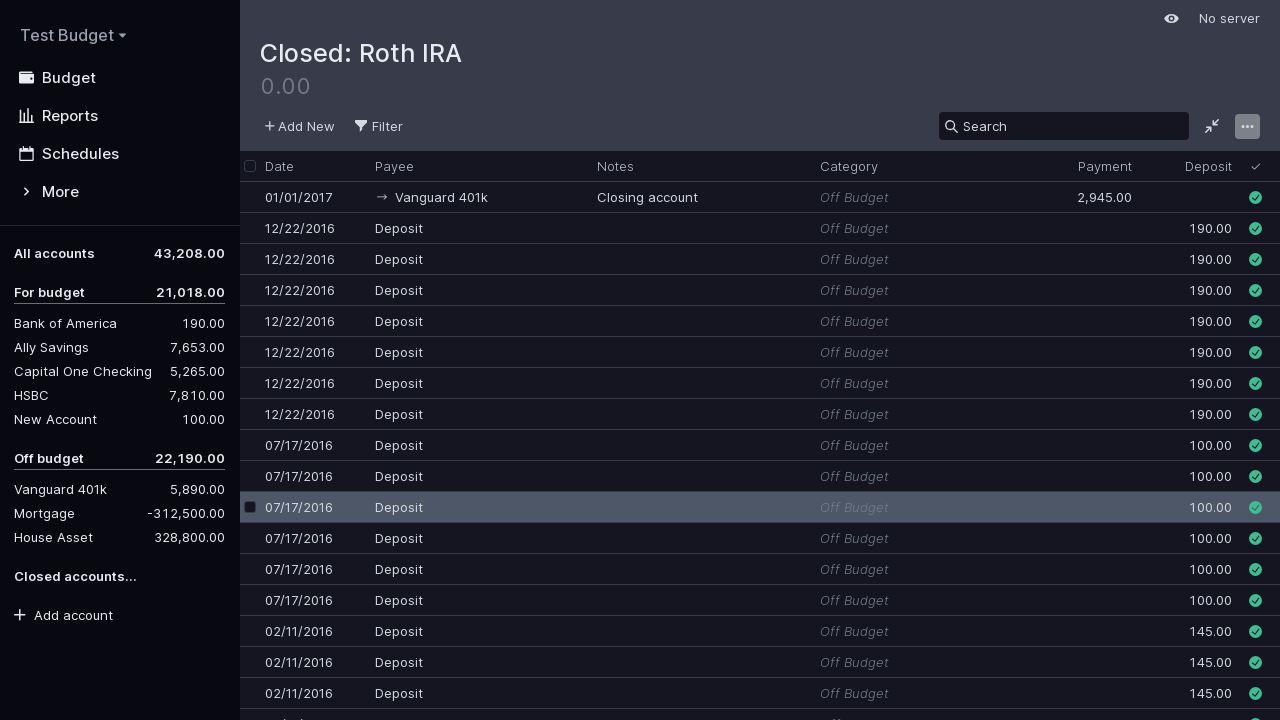 Test Budget
Budget
Reports
Schedules
More
All accounts 43,208.00
For budget 21,018.00
Bank of America 190.00
Ally Savings 7,653.00
Capital One Checking 5,265.00
HSBC 7,810.00
New Account 100.00
Off budget 22,190.00
Vanguard 401k 5,890.00
Mortgage -312,500.00
House Asset 328,800.00
Closed accounts...
Add account
No server
Closed: Roth IRA
0.00
Add New Filter Search
Date Payee Notes Category Payment Deposit
01/01/2017 → Vanguard 401k Closing account Off Budget 2,945.00
12/22/2016 Deposit Off Budget 190.00
12/22/2016 Deposit Off Budget 190.00
12/22/2016 Deposit Off Budget 190.00
12/22/2016 Deposit Off Budget 190.00
12/22/2016 Deposit Off Budget 190.00
12/22/2016 Deposit Off Budget 190.00
12/22/2016 Deposit Off Budget 190.00
07/17/2016 Deposit Off Budget 100.00
07/17/2016 Deposit Off Budget 100.00
07/17/2016 Deposit Off Budget 100.00
07/17/2016 Deposit Off Budget 100.00
07/17/2016 Deposit Off Budget 100.00
07/17/2016 Deposit Off Budget 100.00
02/11/2016 Deposit Off Budget 145.00
02/11/2016 Deposit Off Budget 145.00
02/11/2016 Deposit Off Budget 145.00